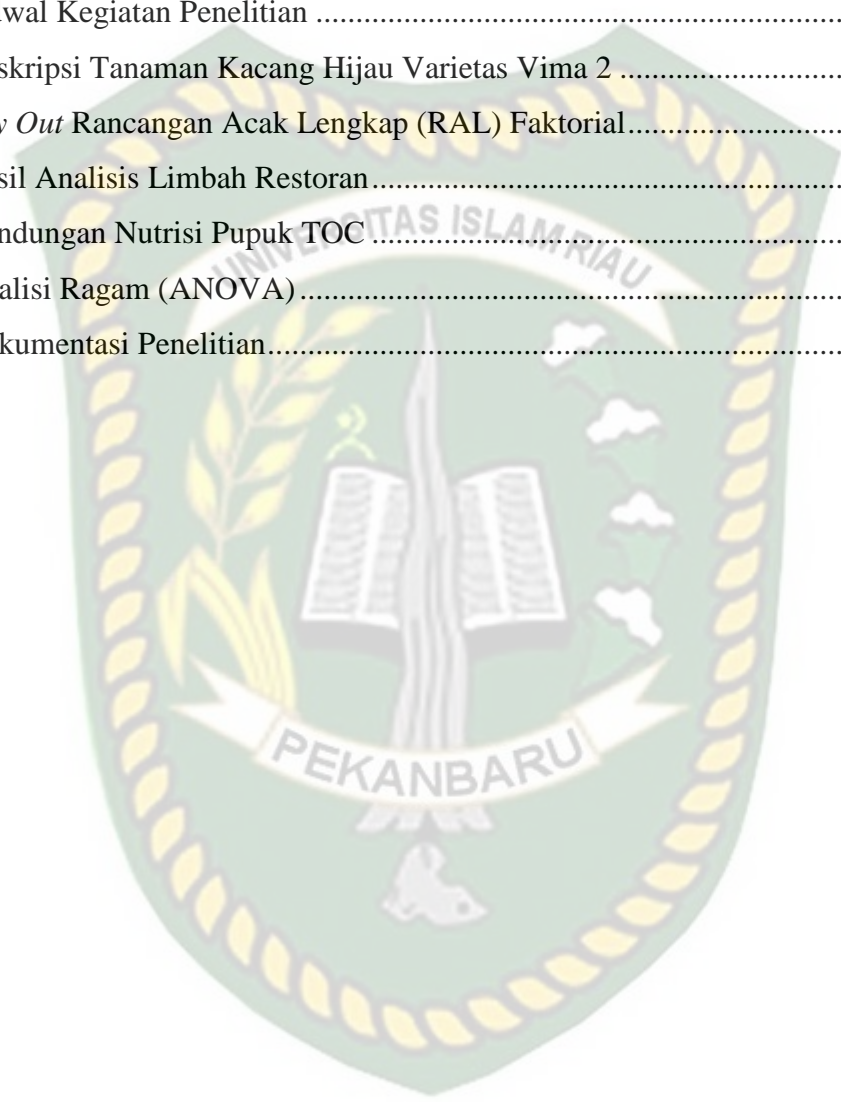 wal Kegiatan Penelitian ....................................................................
skripsi Tanaman Kacang Hijau Varietas Vima 2 ............................
y Out Rancangan Acak Lengkap (RAL) Faktorial...........................
sil Analisis Limbah Restoran............................................................
ndungan Nutrisi Pupuk TOC ............................................................
alisi Ragam (ANOVA).......................................................................
kumentasi Penelitian..........................................................................
UNIVERSITAS ISLAM RIAU
PEKANBARU